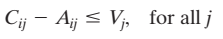 C_{ij} − A_{ij} ≤ V_j, for all j